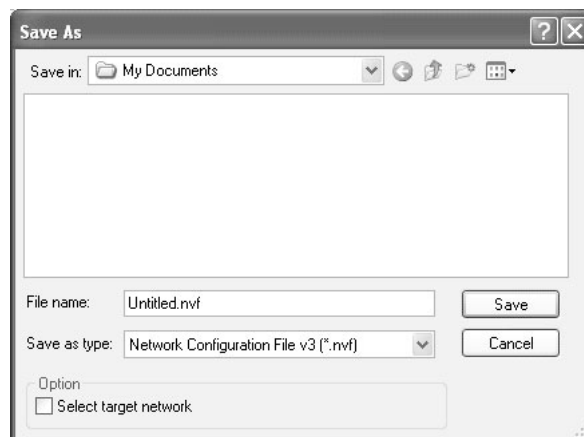 Save As
Save in: My Documents
File name: Untitled.nvf Save
Save as type: Network Configuration File v3 (*.nvf) Cancel
Option
Select target network